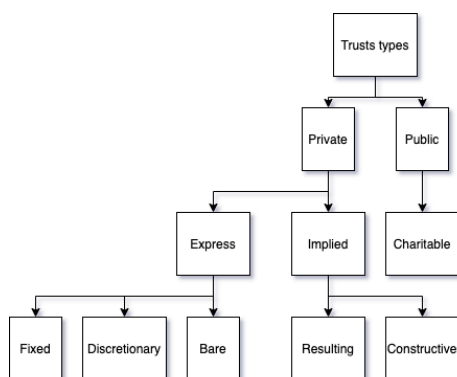 Trusts types
Private
Public
Express
Implied
Charitable
Fixed
Discretionary
Bare
Resulting
Constructive